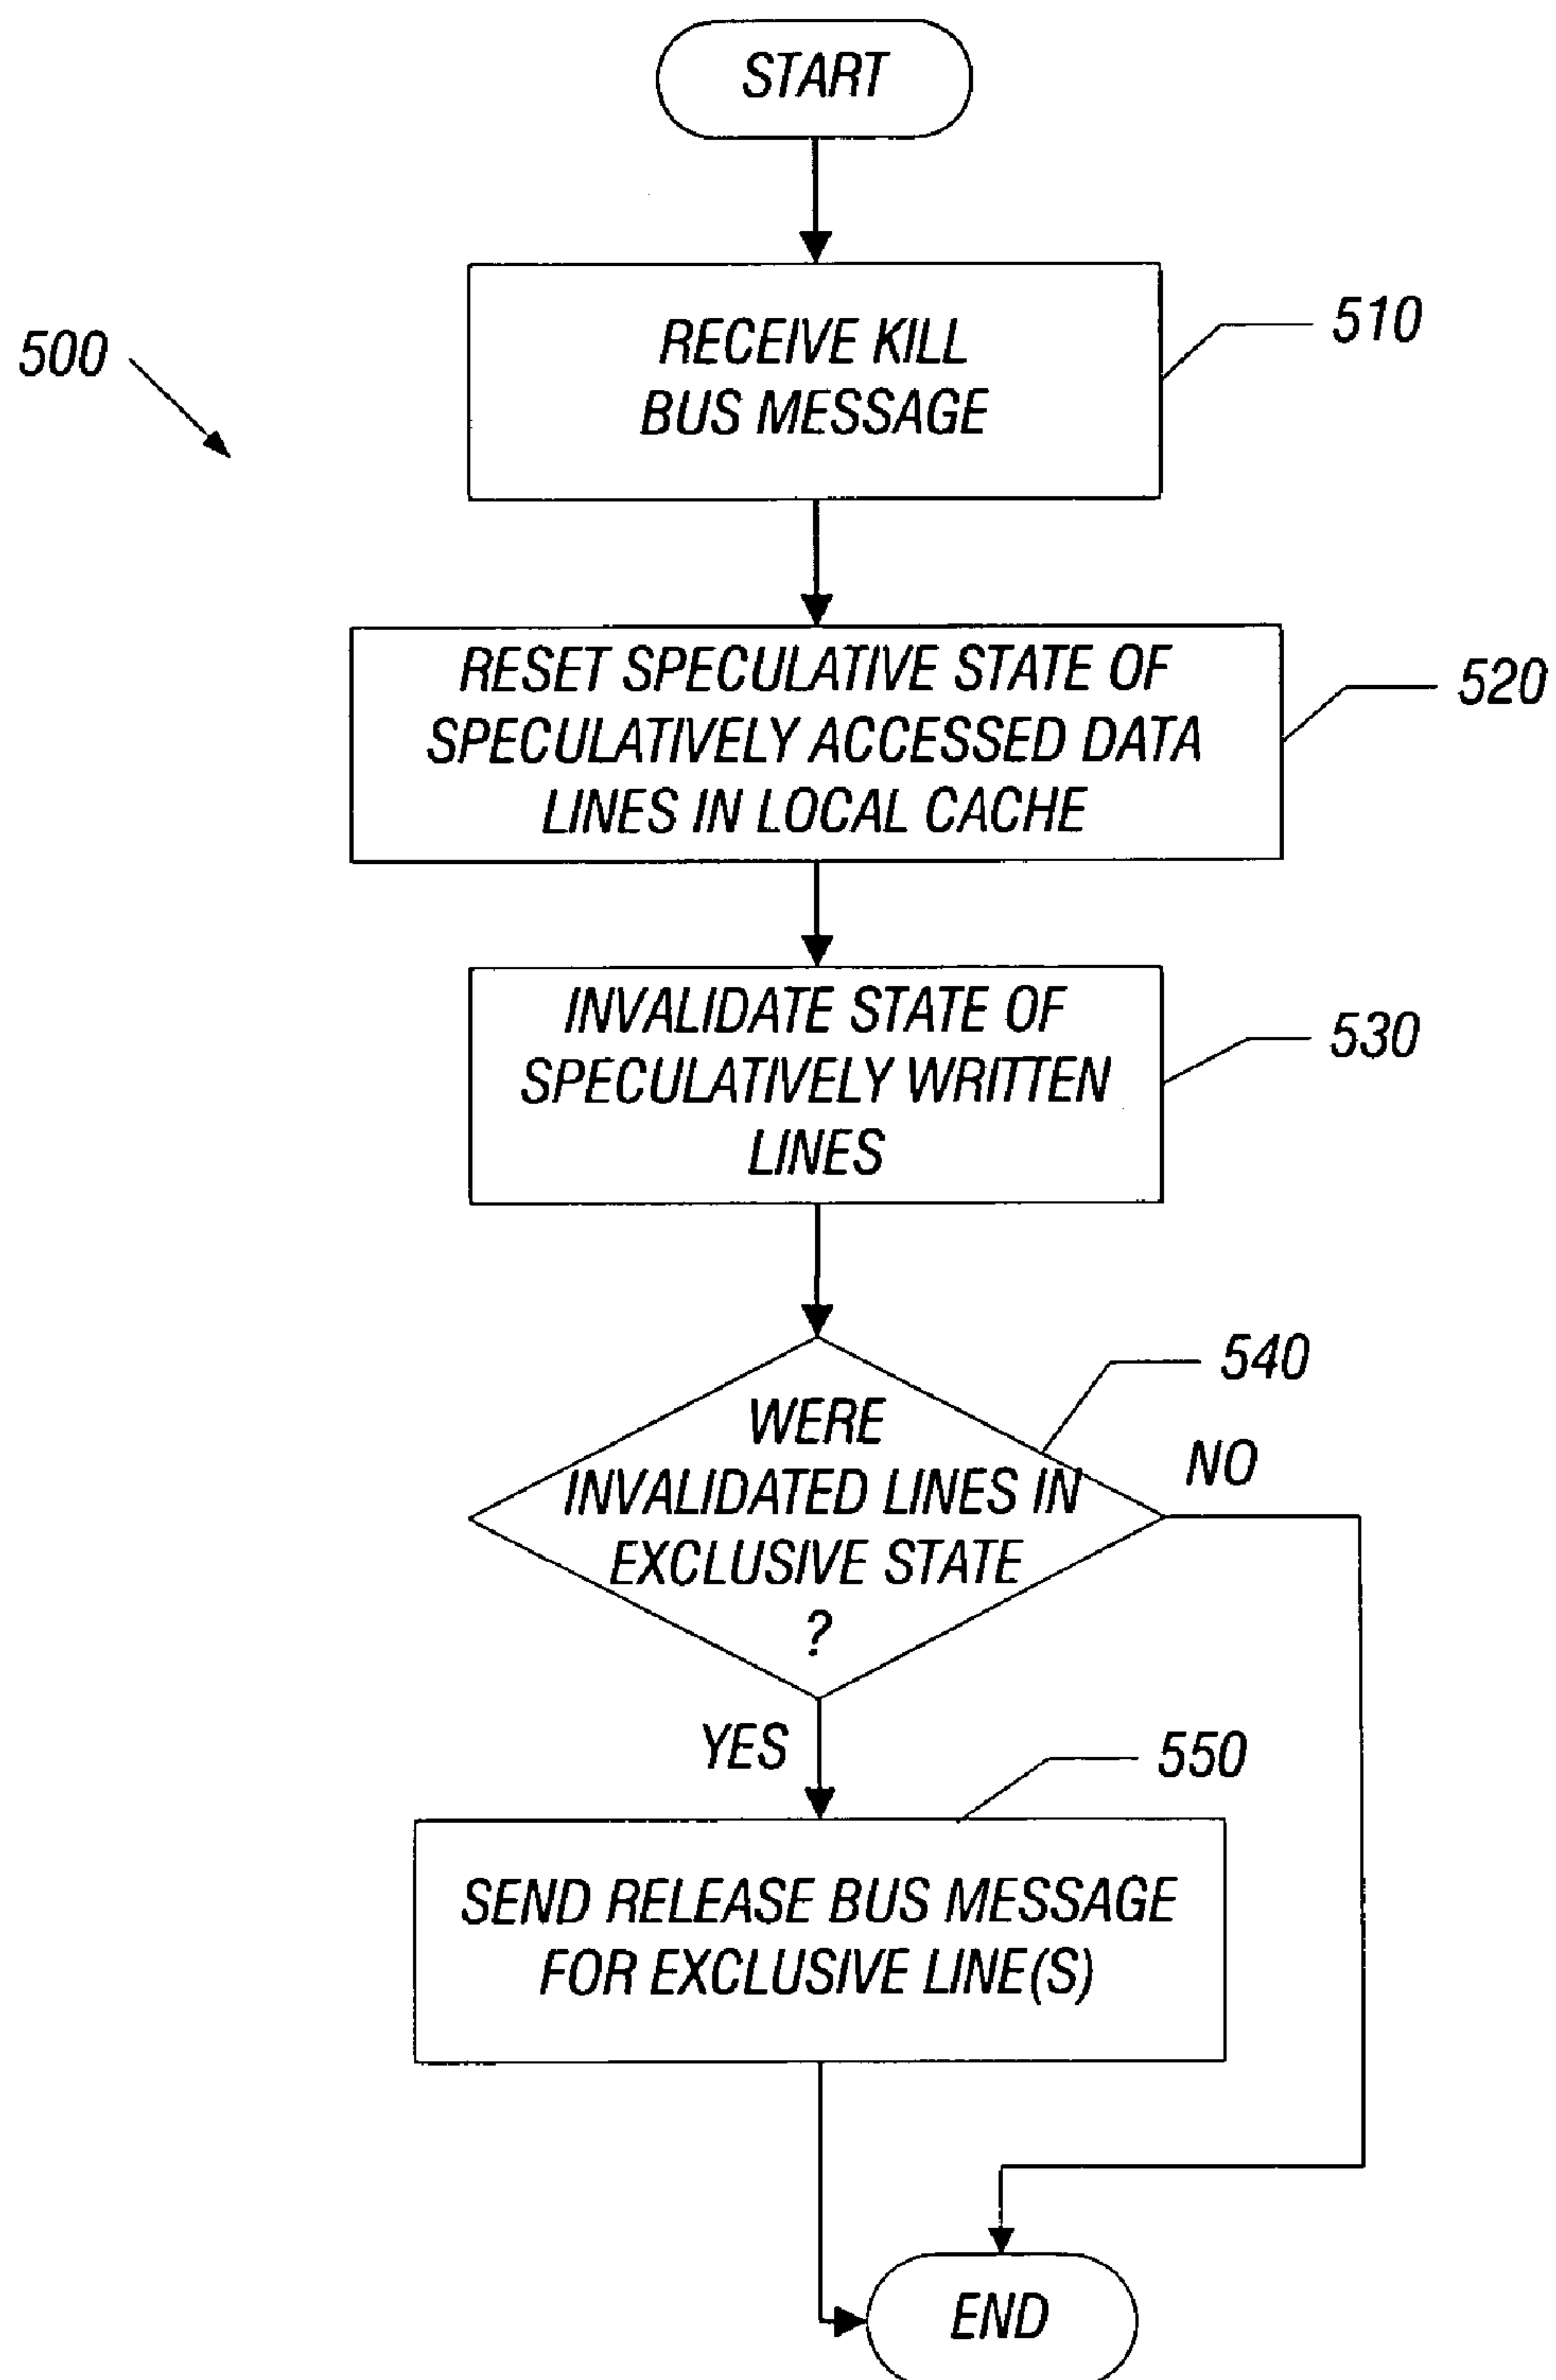 START
500
RECEIVE KILL
BUS MESSAGE
510
RESET SPECULATIVE STATE OF
SPECULATIVELY ACCESSED DATA
LINES IN LOCAL CACHE
520
INVALIDATE STATE OF
SPECULATIVELY WRITTEN
LINES
530
540
WERE
INVALIDATED LINES IN
EXCLUSIVE STATE
?
NO
YES
550
SEND RELEASE BUS MESSAGE
FOR EXCLUSIVE LINE(S)
END